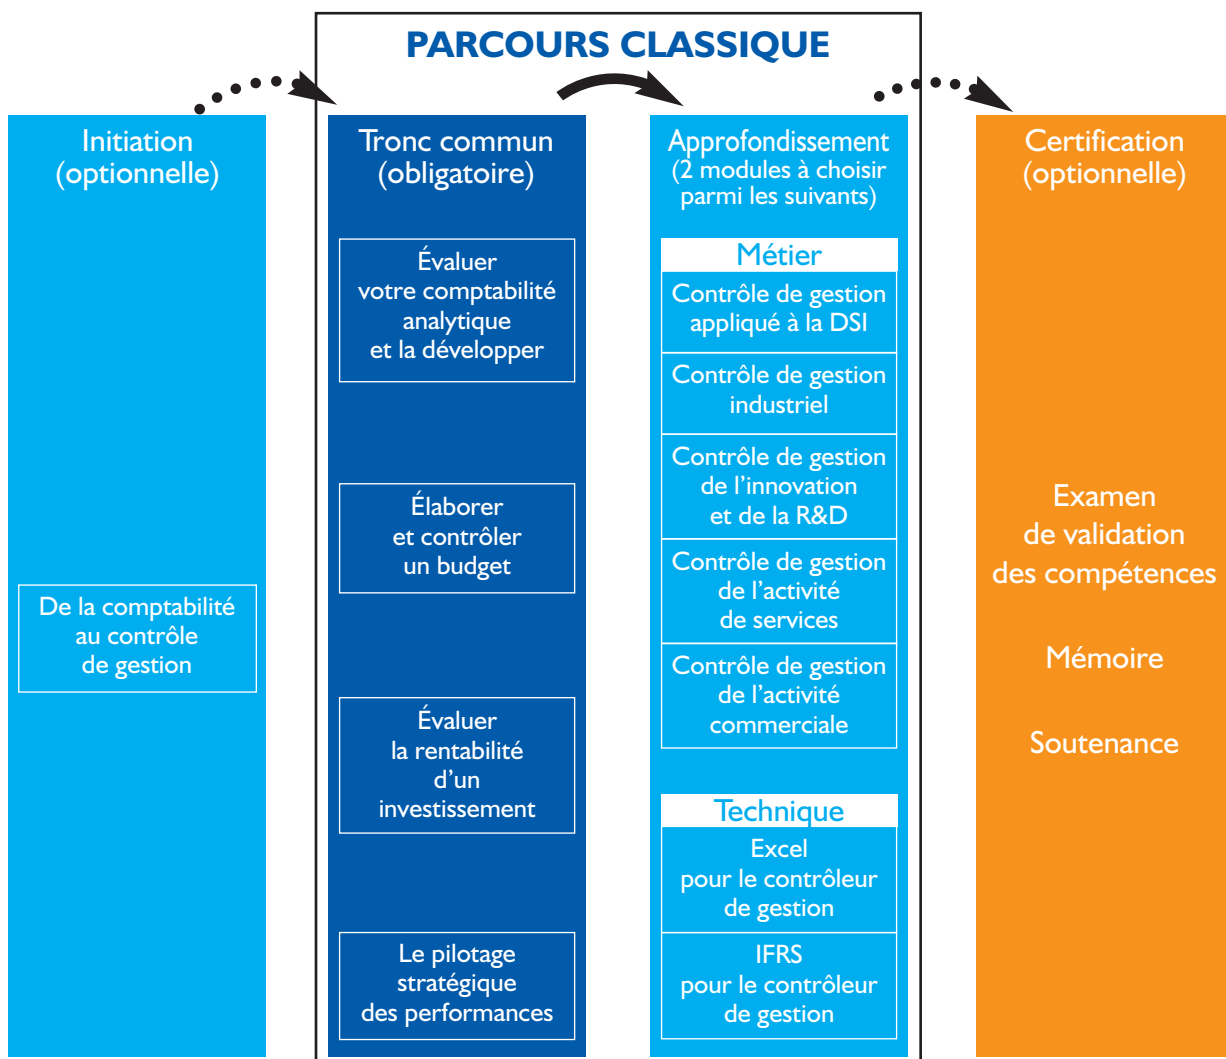 PARCOURS CLASSIQUE
Initiation
(optionnelle)
De la comptabilité
au contrôle
de gestion
Tronc commun
(obligatoire)
Évaluer
votre comptabilité
analytique
et la développer
Élaborer
et contrôler
un budget
Évaluer
la rentabilité
d’un
investissement
Le pilotage
stratégique
des performances
Approfondissement
(2 modules à choisir
parmi les suivants)
Métier
Contrôle de gestion
appliqué à la DSI
Contrôle de gestion
industriel
Contrôle de gestion
de l’innovation
et de la R&D
Contrôle de gestion
de l’activité
de services
Contrôle de gestion
de l’activité
commerciale
Technique
Excel
pour le contrôleur
de gestion
IFRS
pour le contrôleur
de gestion
Certification
(optionnelle)
Examen
de validation
des compétences
Mémoire
Soutenance